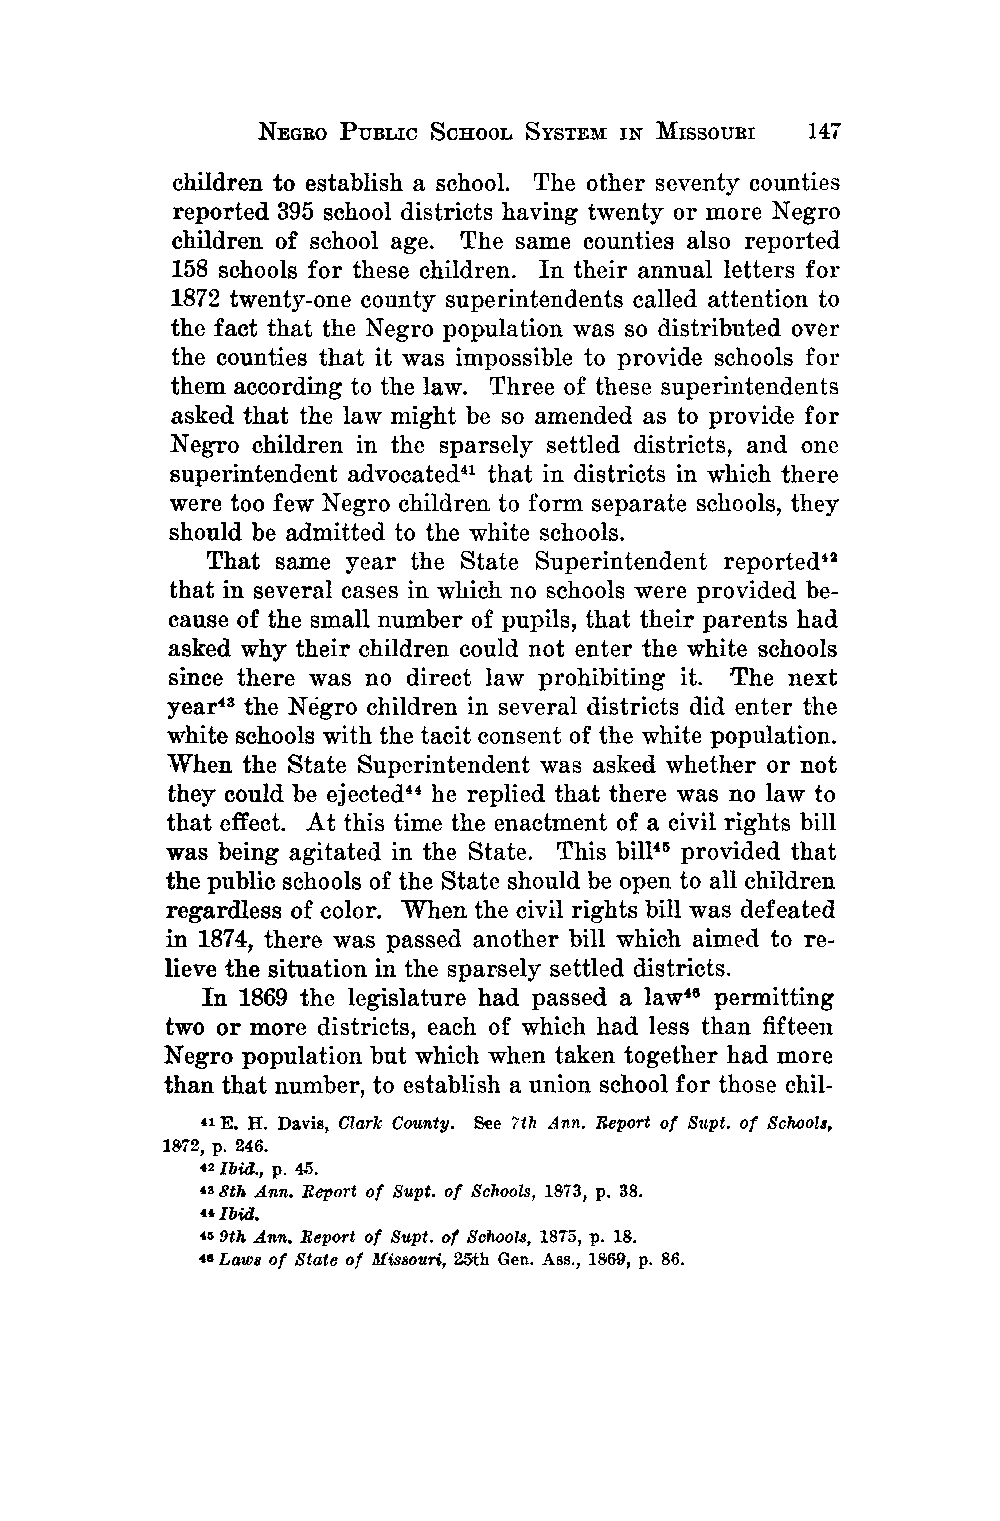 NEGRO PUBLIC SCHOOL SYSTEM IN MISSOURI 147
children to establish a school. The other seventy counties
reported 395 school districts having twenty or more Negro
children of school age. The same counties also reported
158 schools for these children. In their annual letters for
1872 twenty-one county superintendents called attention to
the fact that the Negro population was so distributed over
the counties that it was impossible to provide schools for
them according to the law. Three of these superintendents
asked that the law might be so amended as to provide for
Negro children in the sparsely settled districts, and one
superintendent advocated⁴¹ that in districts in which there
were too few Negro children to form separate schools, they
should be admitted to the white schools.
That same year the State Superintendent reported⁴²
that in several cases in which no schools were provided be-
cause of the small number of pupils, that their parents had
asked why their children could not enter the white schools
since there was no direct law prohibiting it. The next
year⁴³ the Negro children in several districts did enter the
white schools with the tacit consent of the white population.
When the State Superintendent was asked whether or not
they could be ejected⁴⁴ he replied that there was no law to
that effect. At this time the enactment of a civil rights bill
was being agitated in the State. This bill⁴⁵ provided that
the public schools of the State should be open to all children
regardless of color. When the civil rights bill was defeated
in 1874, there was passed another bill which aimed to re-
lieve the situation in the sparsely settled districts.
In 1869 the legislature had passed a law⁴⁶ permitting
two or more districts, each of which had less than fifteen
Negro population but which when taken together had more
than that number, to establish a union school for those chil-
⁴¹ E. H. Davis, Clark County. See 7th Ann. Report of Supt. of Schools,
1872, p. 246.
⁴² Ibid., p. 45.
⁴³ 8th Ann. Report of Supt. of Schools, 1873, p. 38.
⁴⁴ Ibid.
⁴⁵ 9th Ann. Report of Supt. of Schools, 1875, p. 18.
⁴⁶ Laws of State of Missouri, 25th Gen. Ass., 1869, p. 86.